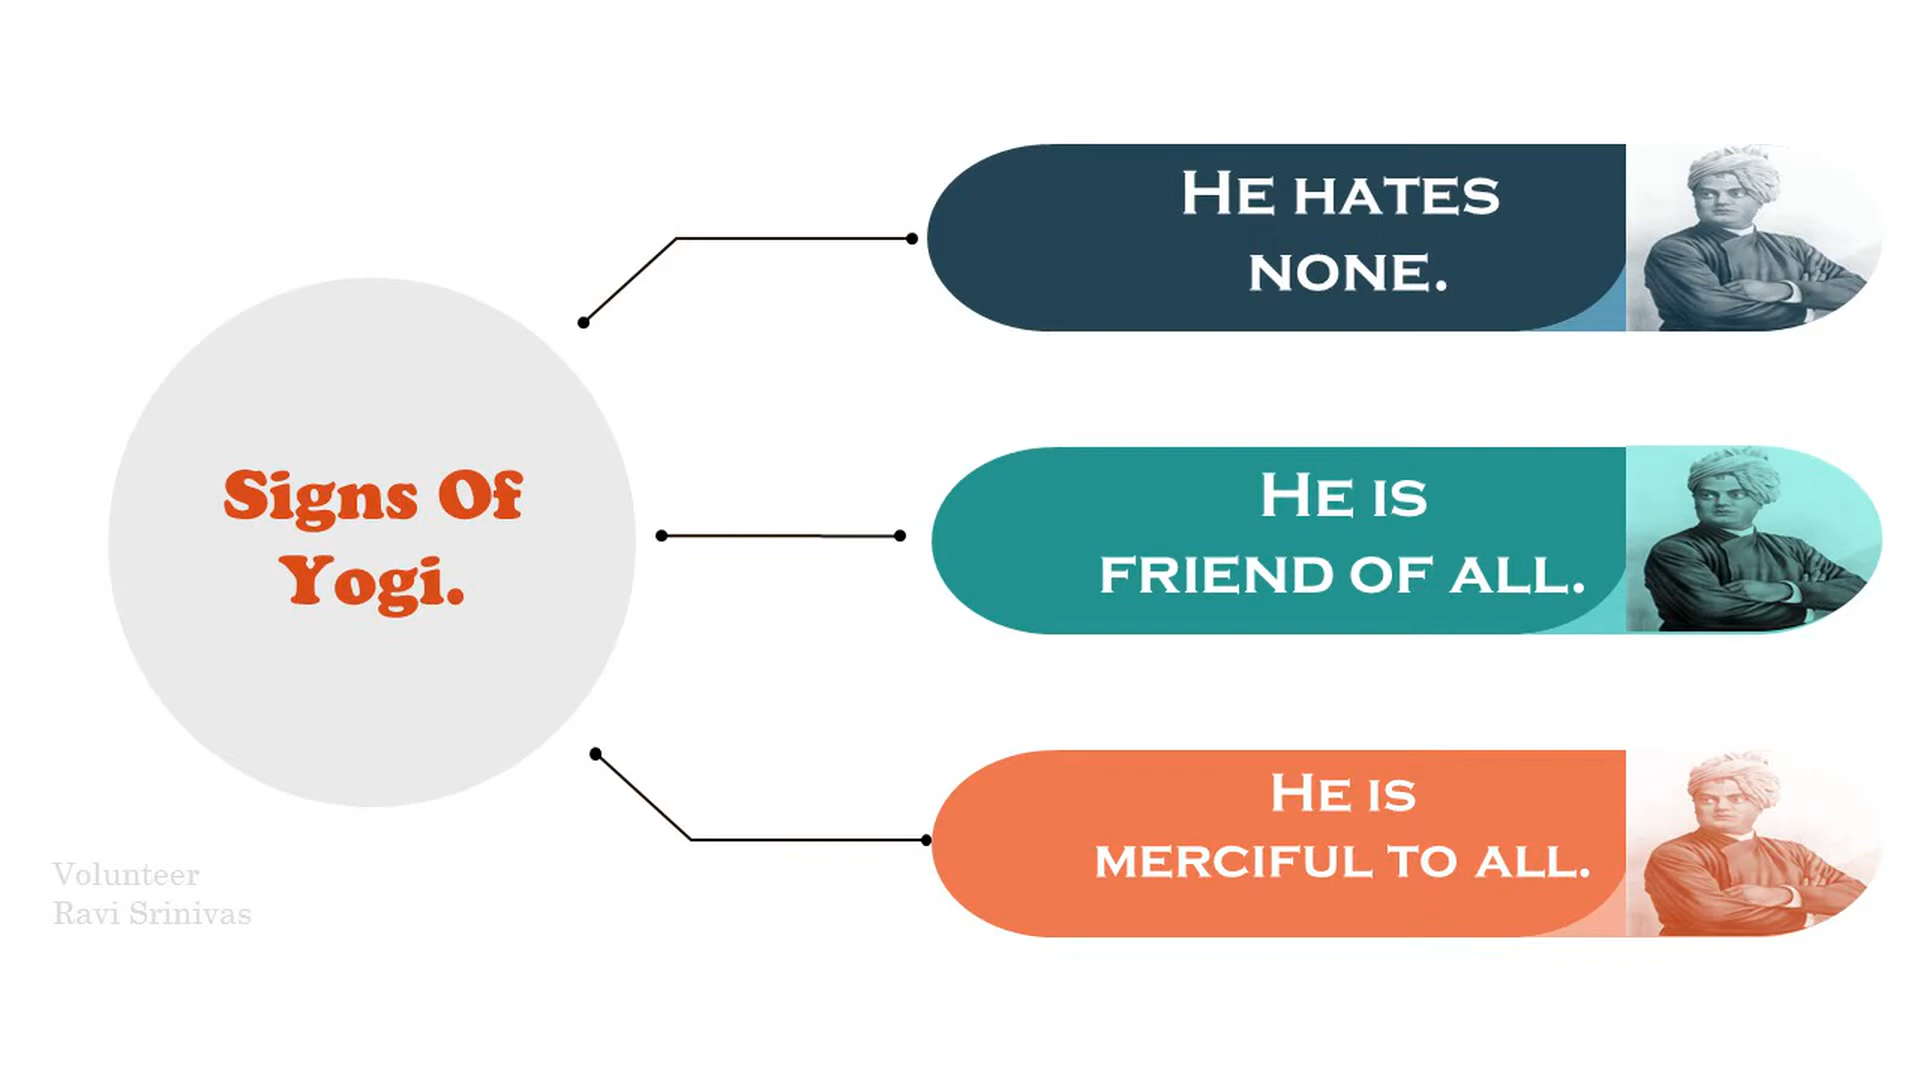 Signs Of
Yogi.
HE HATES
NONE.
HE IS
FRIEND OF ALL.
HE IS
MERCIFUL TO ALL.
Volunteer
Ravi Srinivas